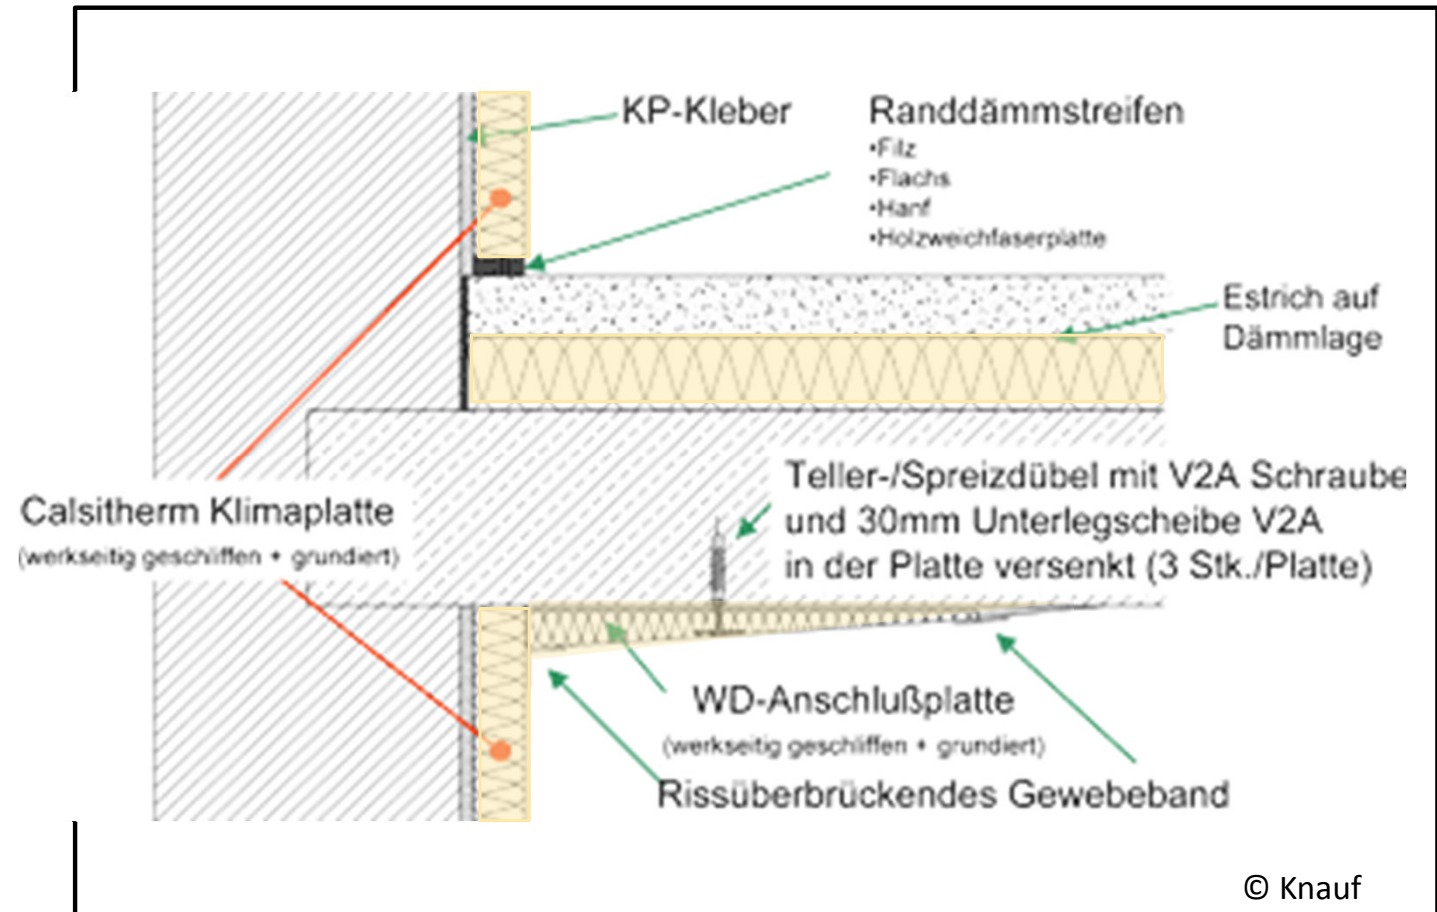 KP-Kleber
Randdämmstreifen
•Filz
•Flachs
•Hanf
•Holzweichfaserplatte
Estrich auf
Dämmlage
Teller-/Spreizdübel mit V2A Schraube
und 30mm Unterlegscheibe V2A
in der Platte versenkt (3 Stk./Platte)
Calsitherm Klimaplatte
(werkseitig geschliffen + grundiert)
WD-Anschlußplatte
(werkseitig geschliffen + grundiert)
Rissüberbrückendes Gewebeband
© Knauf